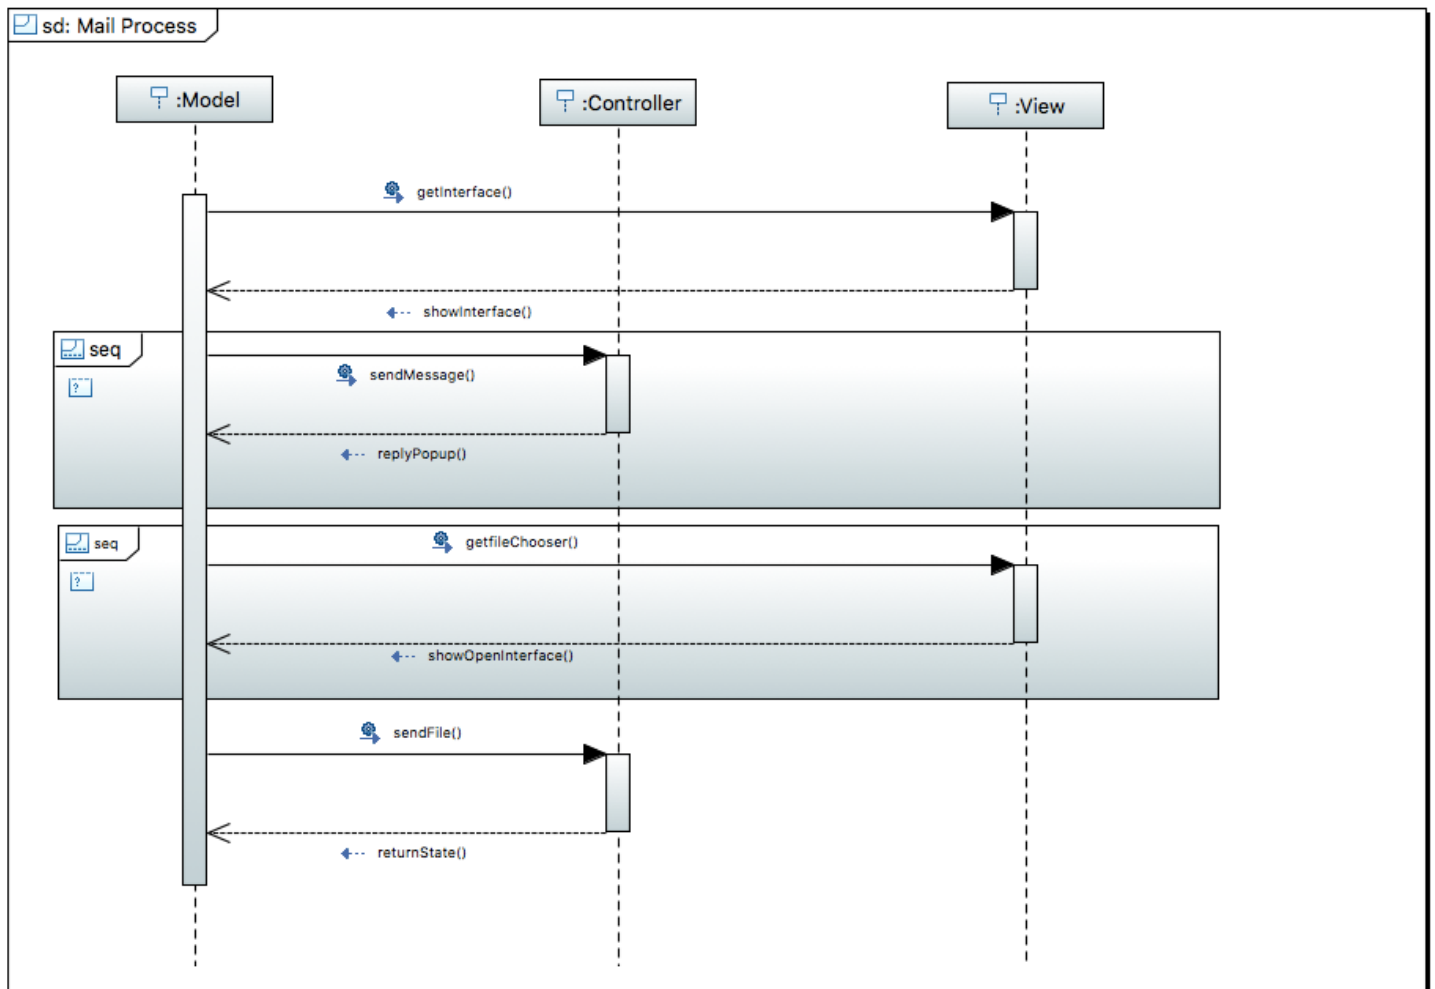 sd: Mail Process
:Model
:Controller
:View
getInterface()
showInterface()
seq
?
sendMessage()
replyPopup()
seq
getfileChooser()
?
showOpenInterface()
sendFile()
returnState()